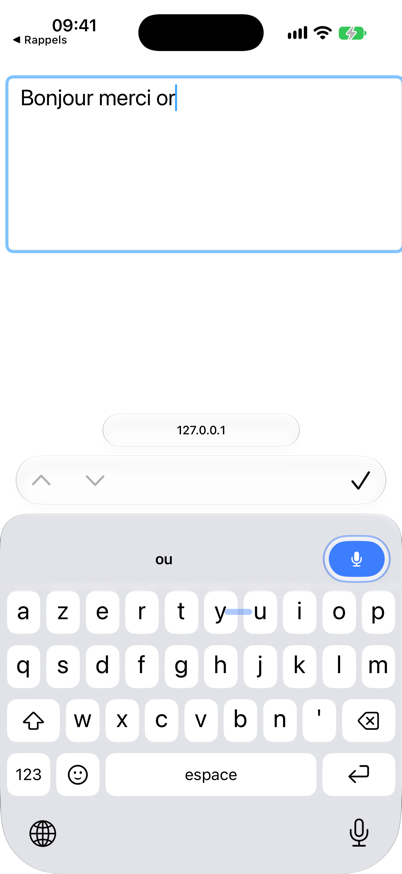 09:41
◀ Rappels
Bonjour merci or
127.0.0.1
ou
a z e r t y u i o p
q s d f g h j k l m
w x c v b n '
123 espace